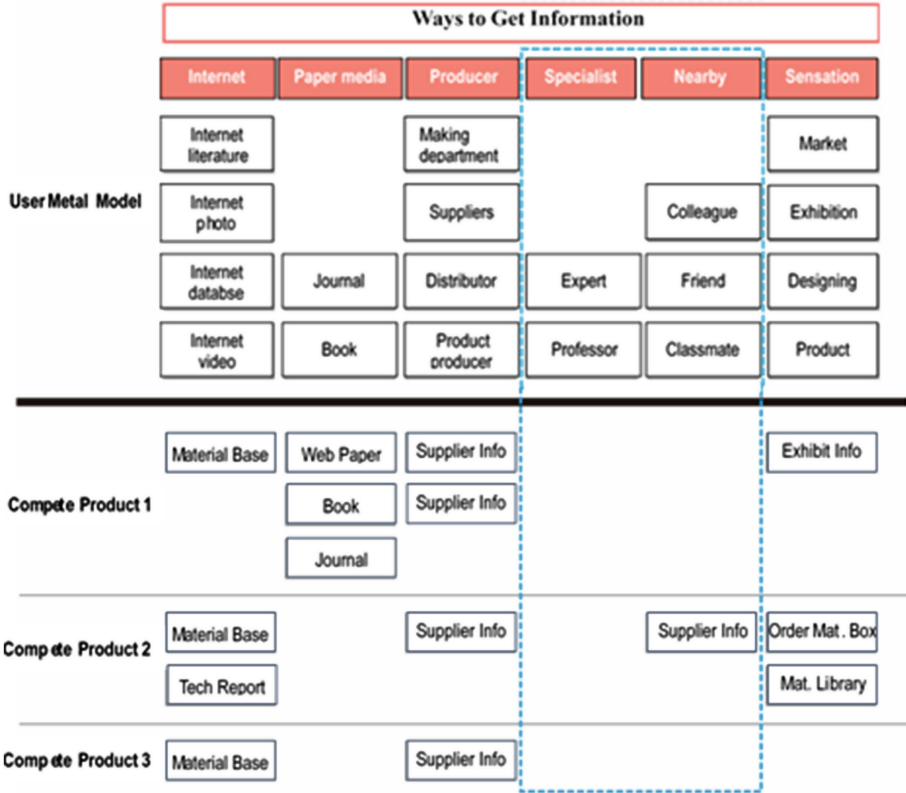 Ways to Get Information
Internet Paper media Producer Specialist Nearby Sensation
Internet literature Making department Market
User Metal Model
Internet photo Suppliers Colleague Exhibition
Internet databse Journal Distributor Expert Friend Designing
Internet video Book Product producer Professor Classmate Product
Material Base Web Paper Supplier Info Exhibit Info
Compete Product 1
Book Supplier Info
Journal
Compete Product 2
Material Base Supplier Info Supplier Info Order Mat. Box
Tech Report Mat. Library
Compete Product 3
Material Base Supplier Info